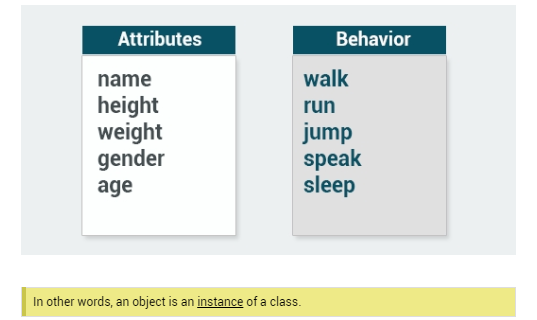 Attributes
name
height
weight
gender
age
Behavior
walk
run
jump
speak
sleep
In other words, an object is an instance of a class.